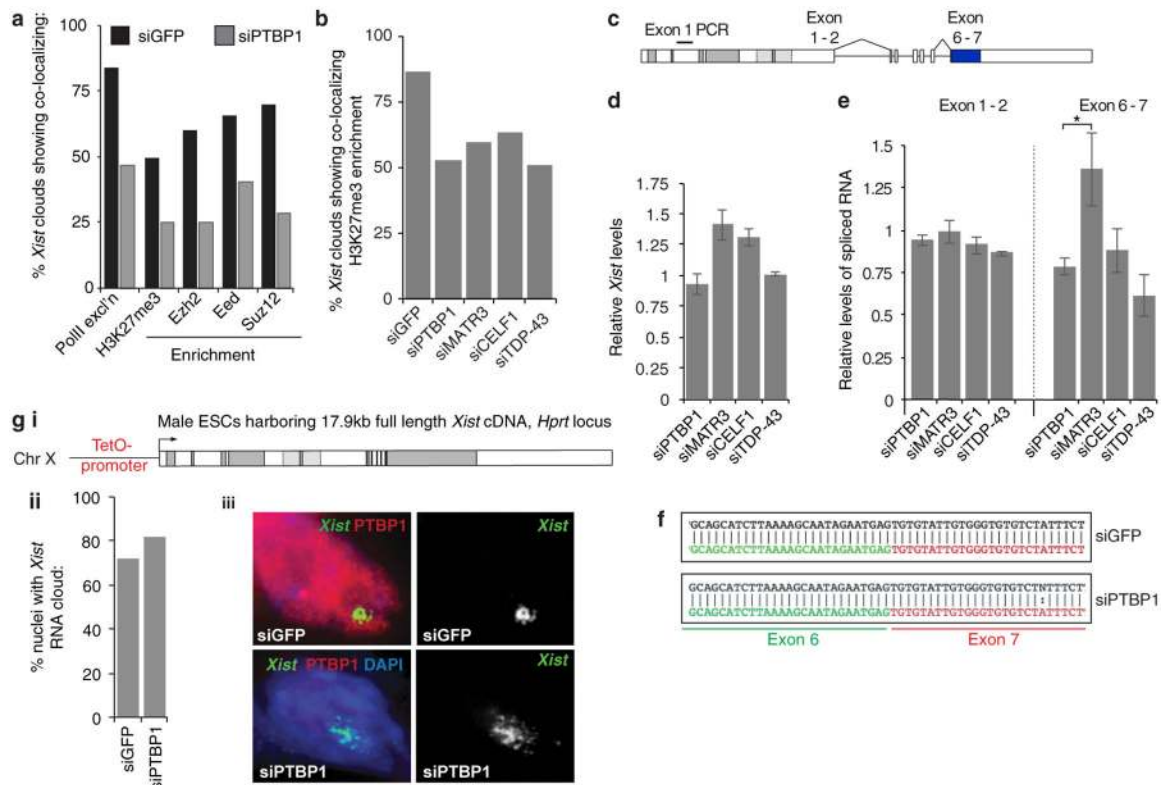 a
% Xist clouds showing co-localizing:
siGFP
siPTBP1
100
75
50
25
0
PolII excl'n
H3K27me3
Ezh2
Eed
Suz12
Enrichment
b
% Xist clouds showing co-localizing
H3K27me3 enrichment
100
75
50
25
0
siGFP
siPTBP1
siMATR3
siCELF1
siTDP-43
c
Exon 1 PCR
Exon
1 - 2
Exon
6 - 7
d
Relative Xist levels
1.75
1.5
1.25
1
0.75
0.5
0.25
0
siPTBP1
siMATR3
siCELF1
siTDP-43
e
Exon 1 - 2
Exon 6 - 7
Relative levels of spliced RNA
1.5
1.25
1
0.75
0.5
0.25
0
*
siPTBP1
siMATR3
siCELF1
siTDP-43
siPTBP1
siMATR3
siCELF1
siTDP-43
g i
Male ESCs harboring 17.9kb full length Xist cDNA, Hprt locus
Chr X
TetO-
promoter
ii
% nuclei with Xist
RNA cloud:
100
80
60
40
20
0
siGFP
siPTBP1
iii
Xist PTBP1
siGFP
Xist
siGFP
Xist PTBP1 DAPI
siPTBP1
Xist
siPTBP1
f
GCAGCATCTTAAAAGCAATAGAATGAGTGTGTATTGTGGGTGTGTCTATTTCT
GCAGCATCTTAAAAGCAATAGAATGAGTGTGTATTGTGGGTGTGTCTATTTCT
siGFP
GCAGCATCTTAAAAGCAATAGAATGAGTGTGTATTGTGGGTGTGTCTNTTTCT
GCAGCATCTTAAAAGCAATAGAATGAGTGTGTATTGTGGGTGTGTCTATTTCT
siPTBP1
Exon 6
Exon 7